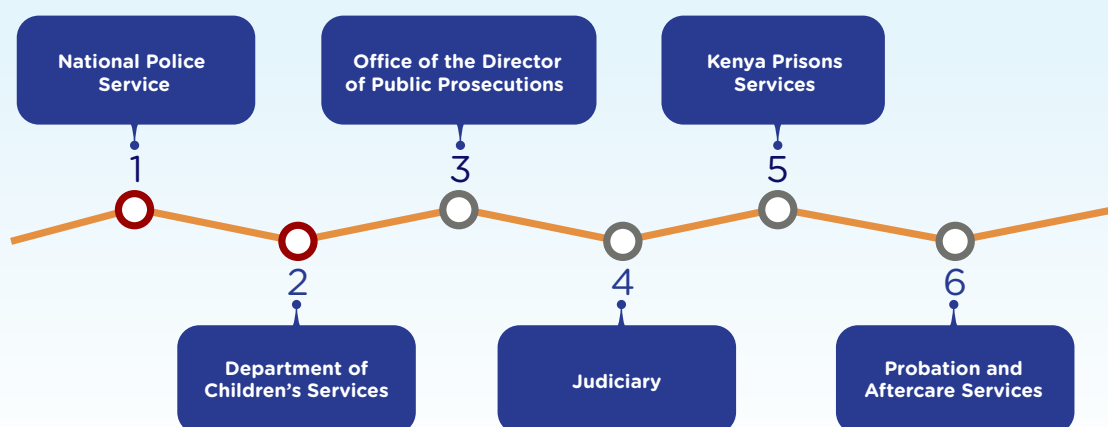 National Police
Service
1
2
Department of
Children's Services
Office of the Director
of Public Prosecutions
3
4
Judiciary
Kenya Prisons
Services
5
6
Probation and
Aftercare Services